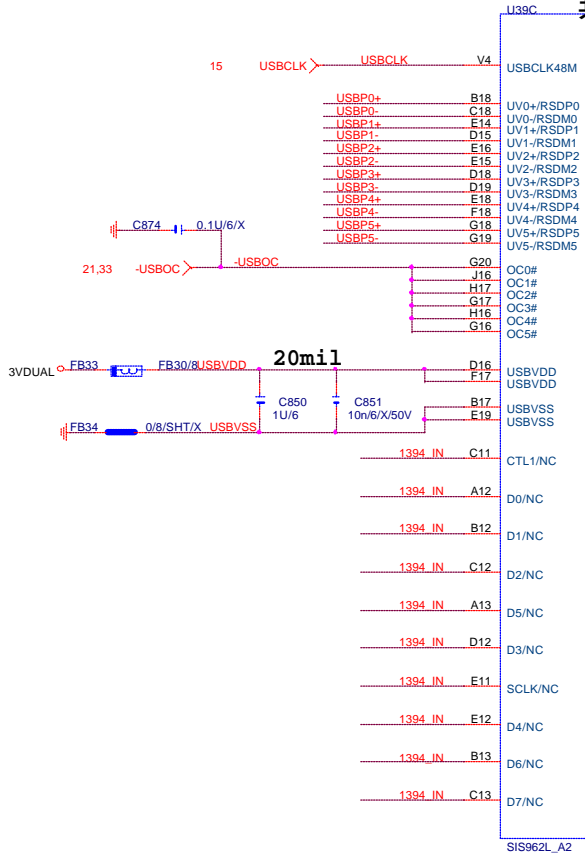 U39C
15 USBCLK USBCLK V4 USBCLK48M
USBP0+ B18 UV0+/RSDP0
USBP0- C18 UV0-/RSDM0
USBP1+ E14 UV1+/RSDP1
USBP1- D15 UV1-/RSDM1
USBP2+ E16 UV2+/RSDP2
USBP2- E15 UV2-/RSDM2
USBP3+ D18 UV3+/RSDP3
USBP3- D19 UV3-/RSDM3
USBP4+ E18 UV4+/RSDP4
USBP4- F18 UV4-/RSDM4
USBP5+ G18 UV5+/RSDP5
USBP5- G19 UV5-/RSDM5
C874 0.1U/6/X
21,33 -USBOC -USBOC G20 OC0#
J16 OC1#
H17 OC2#
G17 OC3#
H16 OC4#
G16 OC5#
20mil
3VDUAL FB33 FB30/8 USBVDD D16 USBVDD
F17 USBVDD
C850 C851
1U/6 10n/6/X/50V
B17 USBVSS
FB34 0/8/SHT/X USBVSS E19 USBVSS
1394_IN C11 CTL1/NC
1394_IN A12 D0/NC
1394_IN B12 D1/NC
1394_IN C12 D2/NC
1394_IN A13 D5/NC
1394_IN D12 D3/NC
1394_IN E11 SCLK/NC
1394_IN E12 D4/NC
1394_IN B13 D6/NC
1394_IN C13 D7/NC
SIS962L_A2